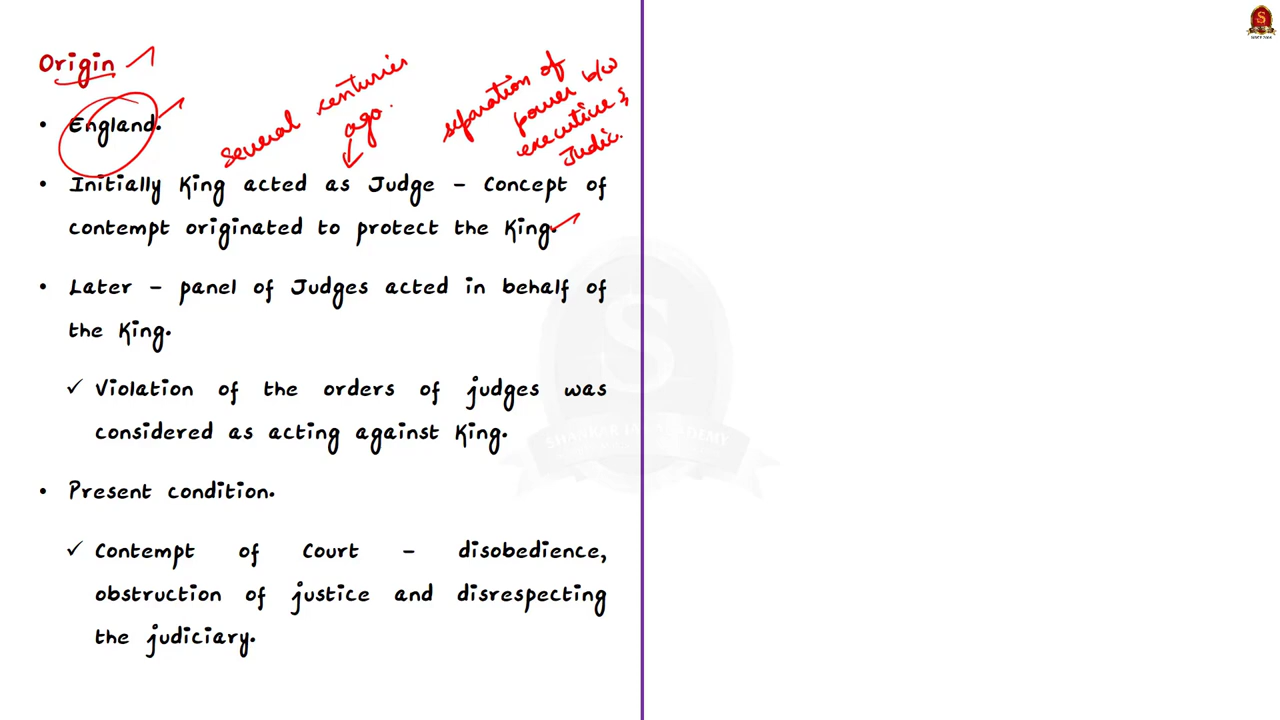 Origin
• England.
several centuries
ago.
separation of
power b/w
executive &
Judic.
• Initially King acted as Judge – Concept of
contempt originated to protect the King.
• Later – panel of Judges acted in behalf of
the King.
✓ Violation of the orders of judges was
considered as acting against King.
• Present condition.
✓ Contempt of Court – disobedience,
obstruction of justice and disrespecting
the judiciary.
S
SHANKAR IAS ACADEMY
S